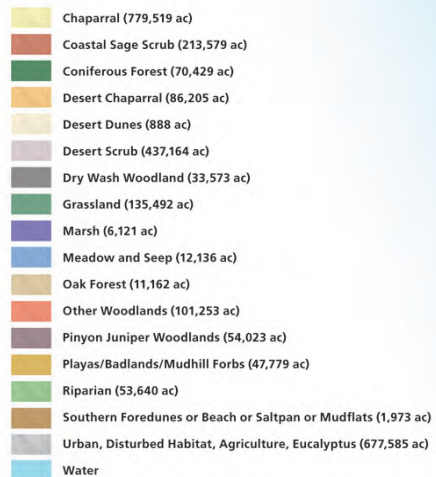 Chaparral (779,519 ac)
Coastal Sage Scrub (213,579 ac)
Coniferous Forest (70,429 ac)
Desert Chaparral (86,205 ac)
Desert Dunes (888 ac)
Desert Scrub (437,164 ac)
Dry Wash Woodland (33,573 ac)
Grassland (135,492 ac)
Marsh (6,121 ac)
Meadow and Seep (12,136 ac)
Oak Forest (11,162 ac)
Other Woodlands (101,253 ac)
Pinyon Juniper Woodlands (54,023 ac)
Playas/Badlands/Mudhill Forbs (47,779 ac)
Riparian (53,640 ac)
Southern Foredunes or Beach or Saltpan or Mudflats (1,973 ac)
Urban, Disturbed Habitat, Agriculture, Eucalyptus (677,585 ac)
Water